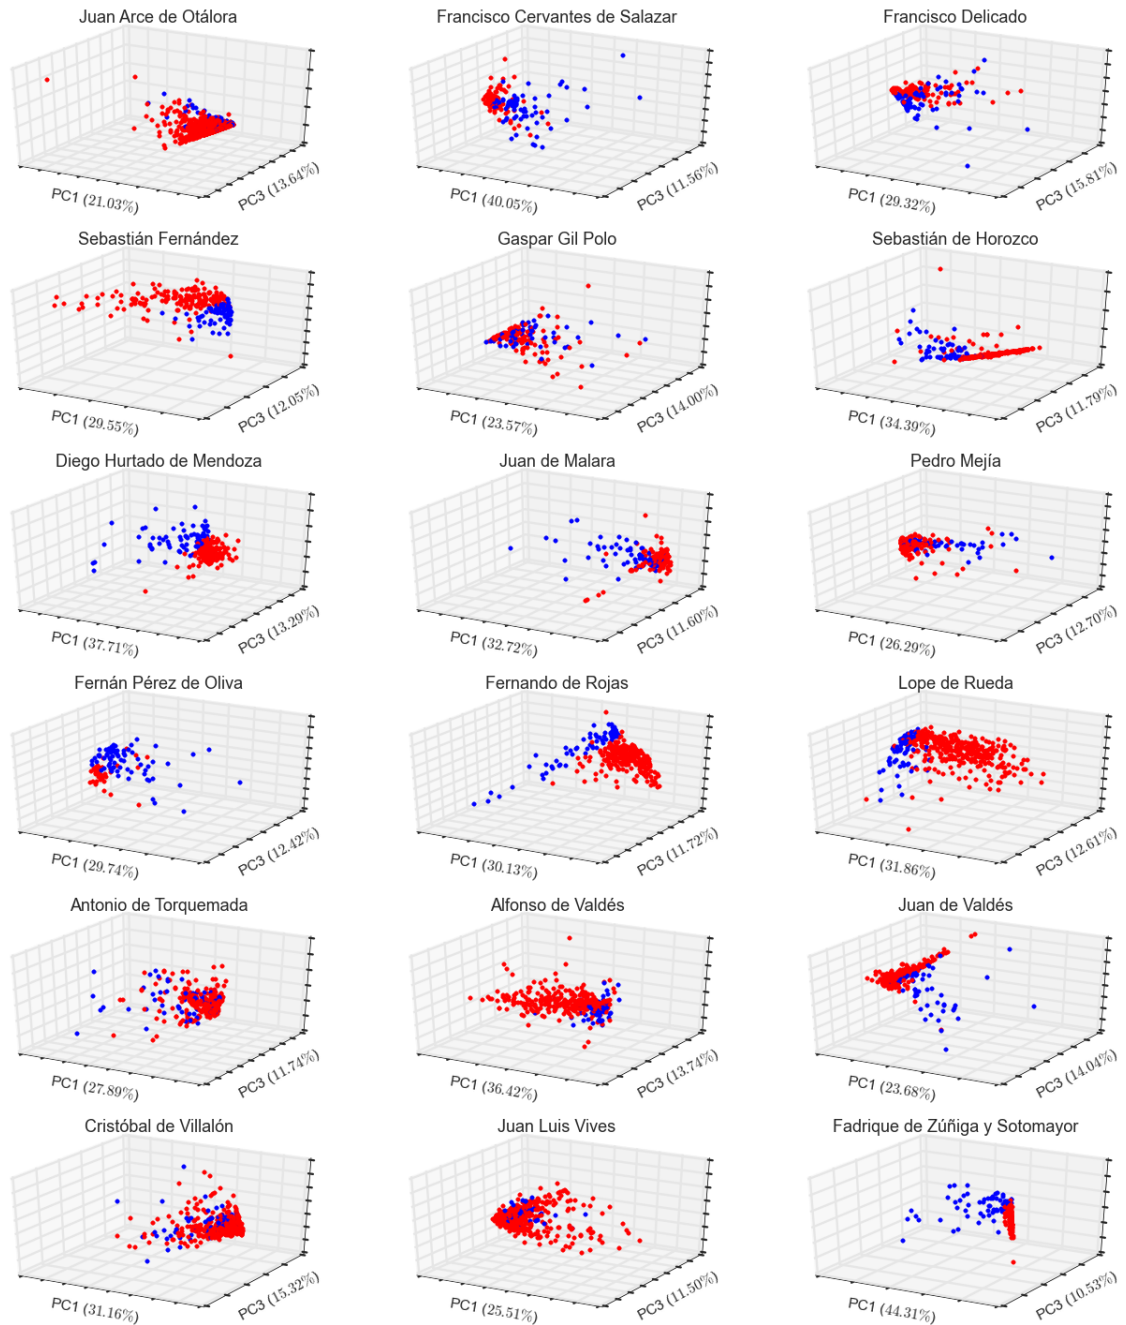 Juan Arce de Otálora
Francisco Cervantes de Salazar
Francisco Delicado
PC1 (21.03%)
PC3 (13.64%)
PC1 (40.05%)
PC3 (11.56%)
PC1 (29.32%)
PC3 (15.81%)
Sebastián Fernández
Gaspar Gil Polo
Sebastián de Horozco
PC1 (29.55%)
PC3 (12.05%)
PC1 (23.57%)
PC3 (14.00%)
PC1 (34.39%)
PC3 (11.79%)
Diego Hurtado de Mendoza
Juan de Malara
Pedro Mejía
PC1 (37.71%)
PC3 (13.29%)
PC1 (32.72%)
PC3 (11.60%)
PC1 (26.29%)
PC3 (12.70%)
Fernán Pérez de Oliva
Fernando de Rojas
Lope de Rueda
PC1 (29.74%)
PC3 (12.42%)
PC1 (30.13%)
PC3 (11.72%)
PC1 (31.86%)
PC3 (12.61%)
Antonio de Torquemada
Alfonso de Valdés
Juan de Valdés
PC1 (27.89%)
PC3 (11.74%)
PC1 (36.42%)
PC3 (13.74%)
PC1 (23.68%)
PC3 (14.04%)
Cristóbal de Villalón
Juan Luis Vives
Fadrique de Zúñiga y Sotomayor
PC1 (31.16%)
PC3 (15.32%)
PC1 (25.51%)
PC3 (11.50%)
PC1 (44.31%)
PC3 (10.53%)